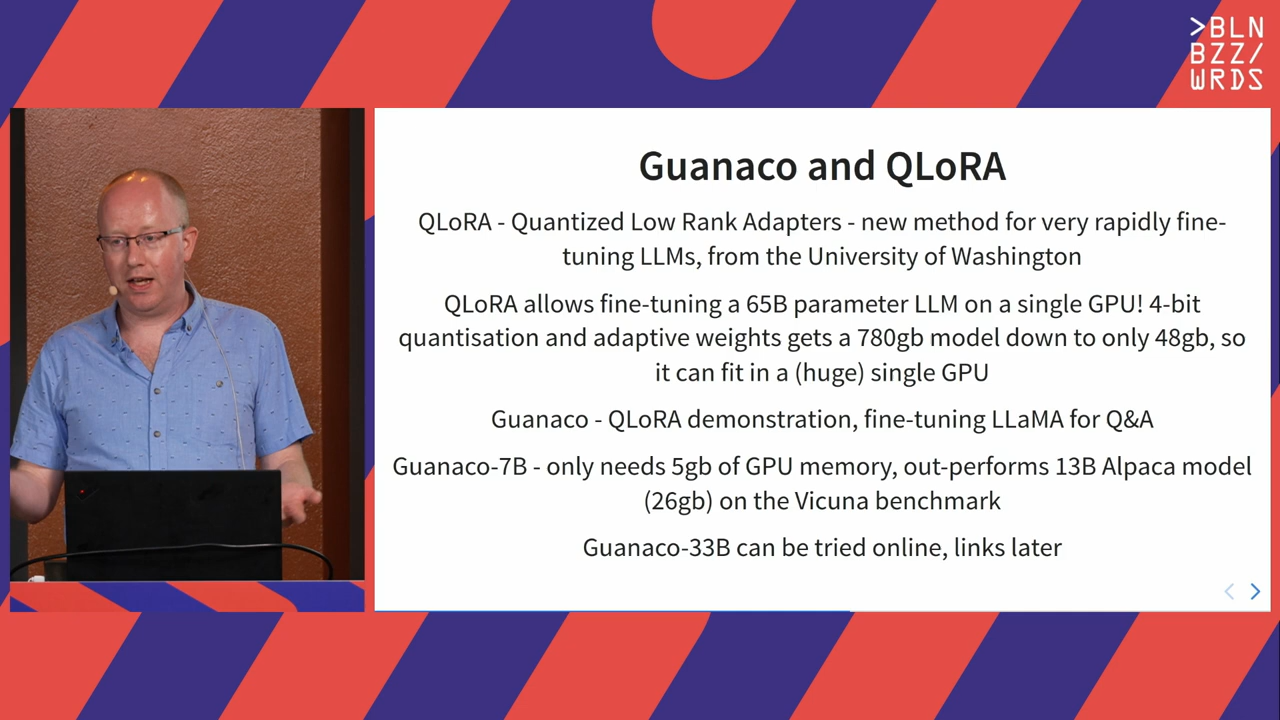 >BLN
BZZ/
WRDS
Guanaco and QLoRA
QLoRA - Quantized Low Rank Adapters - new method for very rapidly fine-
tuning LLMs, from the University of Washington
QLoRA allows fine-tuning a 65B parameter LLM on a single GPU! 4-bit
quantisation and adaptive weights gets a 780gb model down to only 48gb, so
it can fit in a (huge) single GPU
Guanaco - QLoRA demonstration, fine-tuning LLaMA for Q&A
Guanaco-7B - only needs 5gb of GPU memory, out-performs 13B Alpaca model
(26gb) on the Vicuna benchmark
Guanaco-33B can be tried online, links later